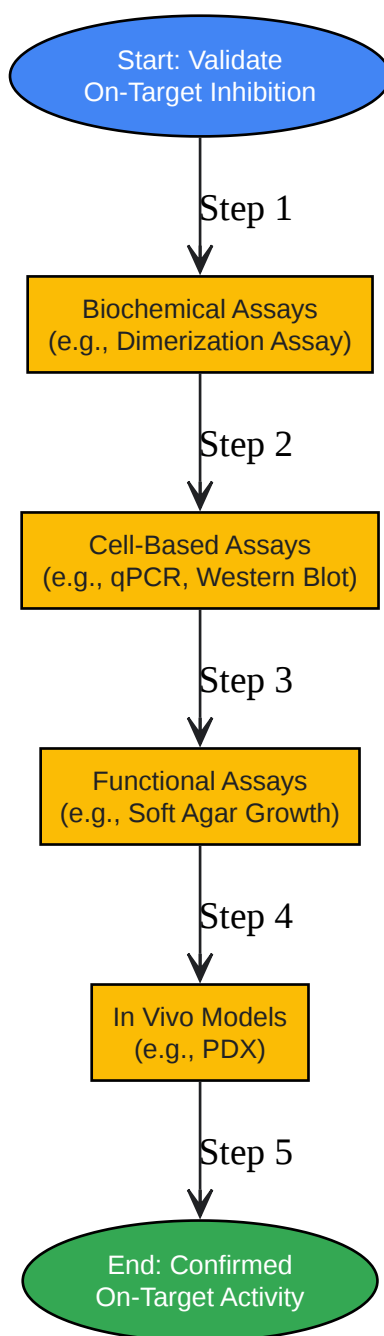 Start: Validate
On-Target Inhibition
Step 1
Biochemical Assays
(e.g., Dimerization Assay)
Step 2
Cell-Based Assays
(e.g., qPCR, Western Blot)
Step 3
Functional Assays
(e.g., Soft Agar Growth)
Step 4
In Vivo Models
(e.g., PDX)
Step 5
End: Confirmed
On-Target Activity